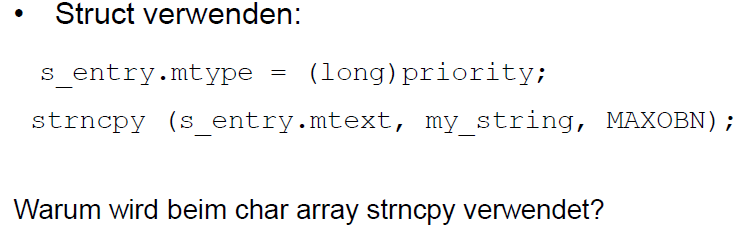 • Struct verwenden:
s_entry.mtype = (long)priority;
strncpy (s_entry.mtext, my_string, MAXOBN);
Warum wird beim char array strncpy verwendet?